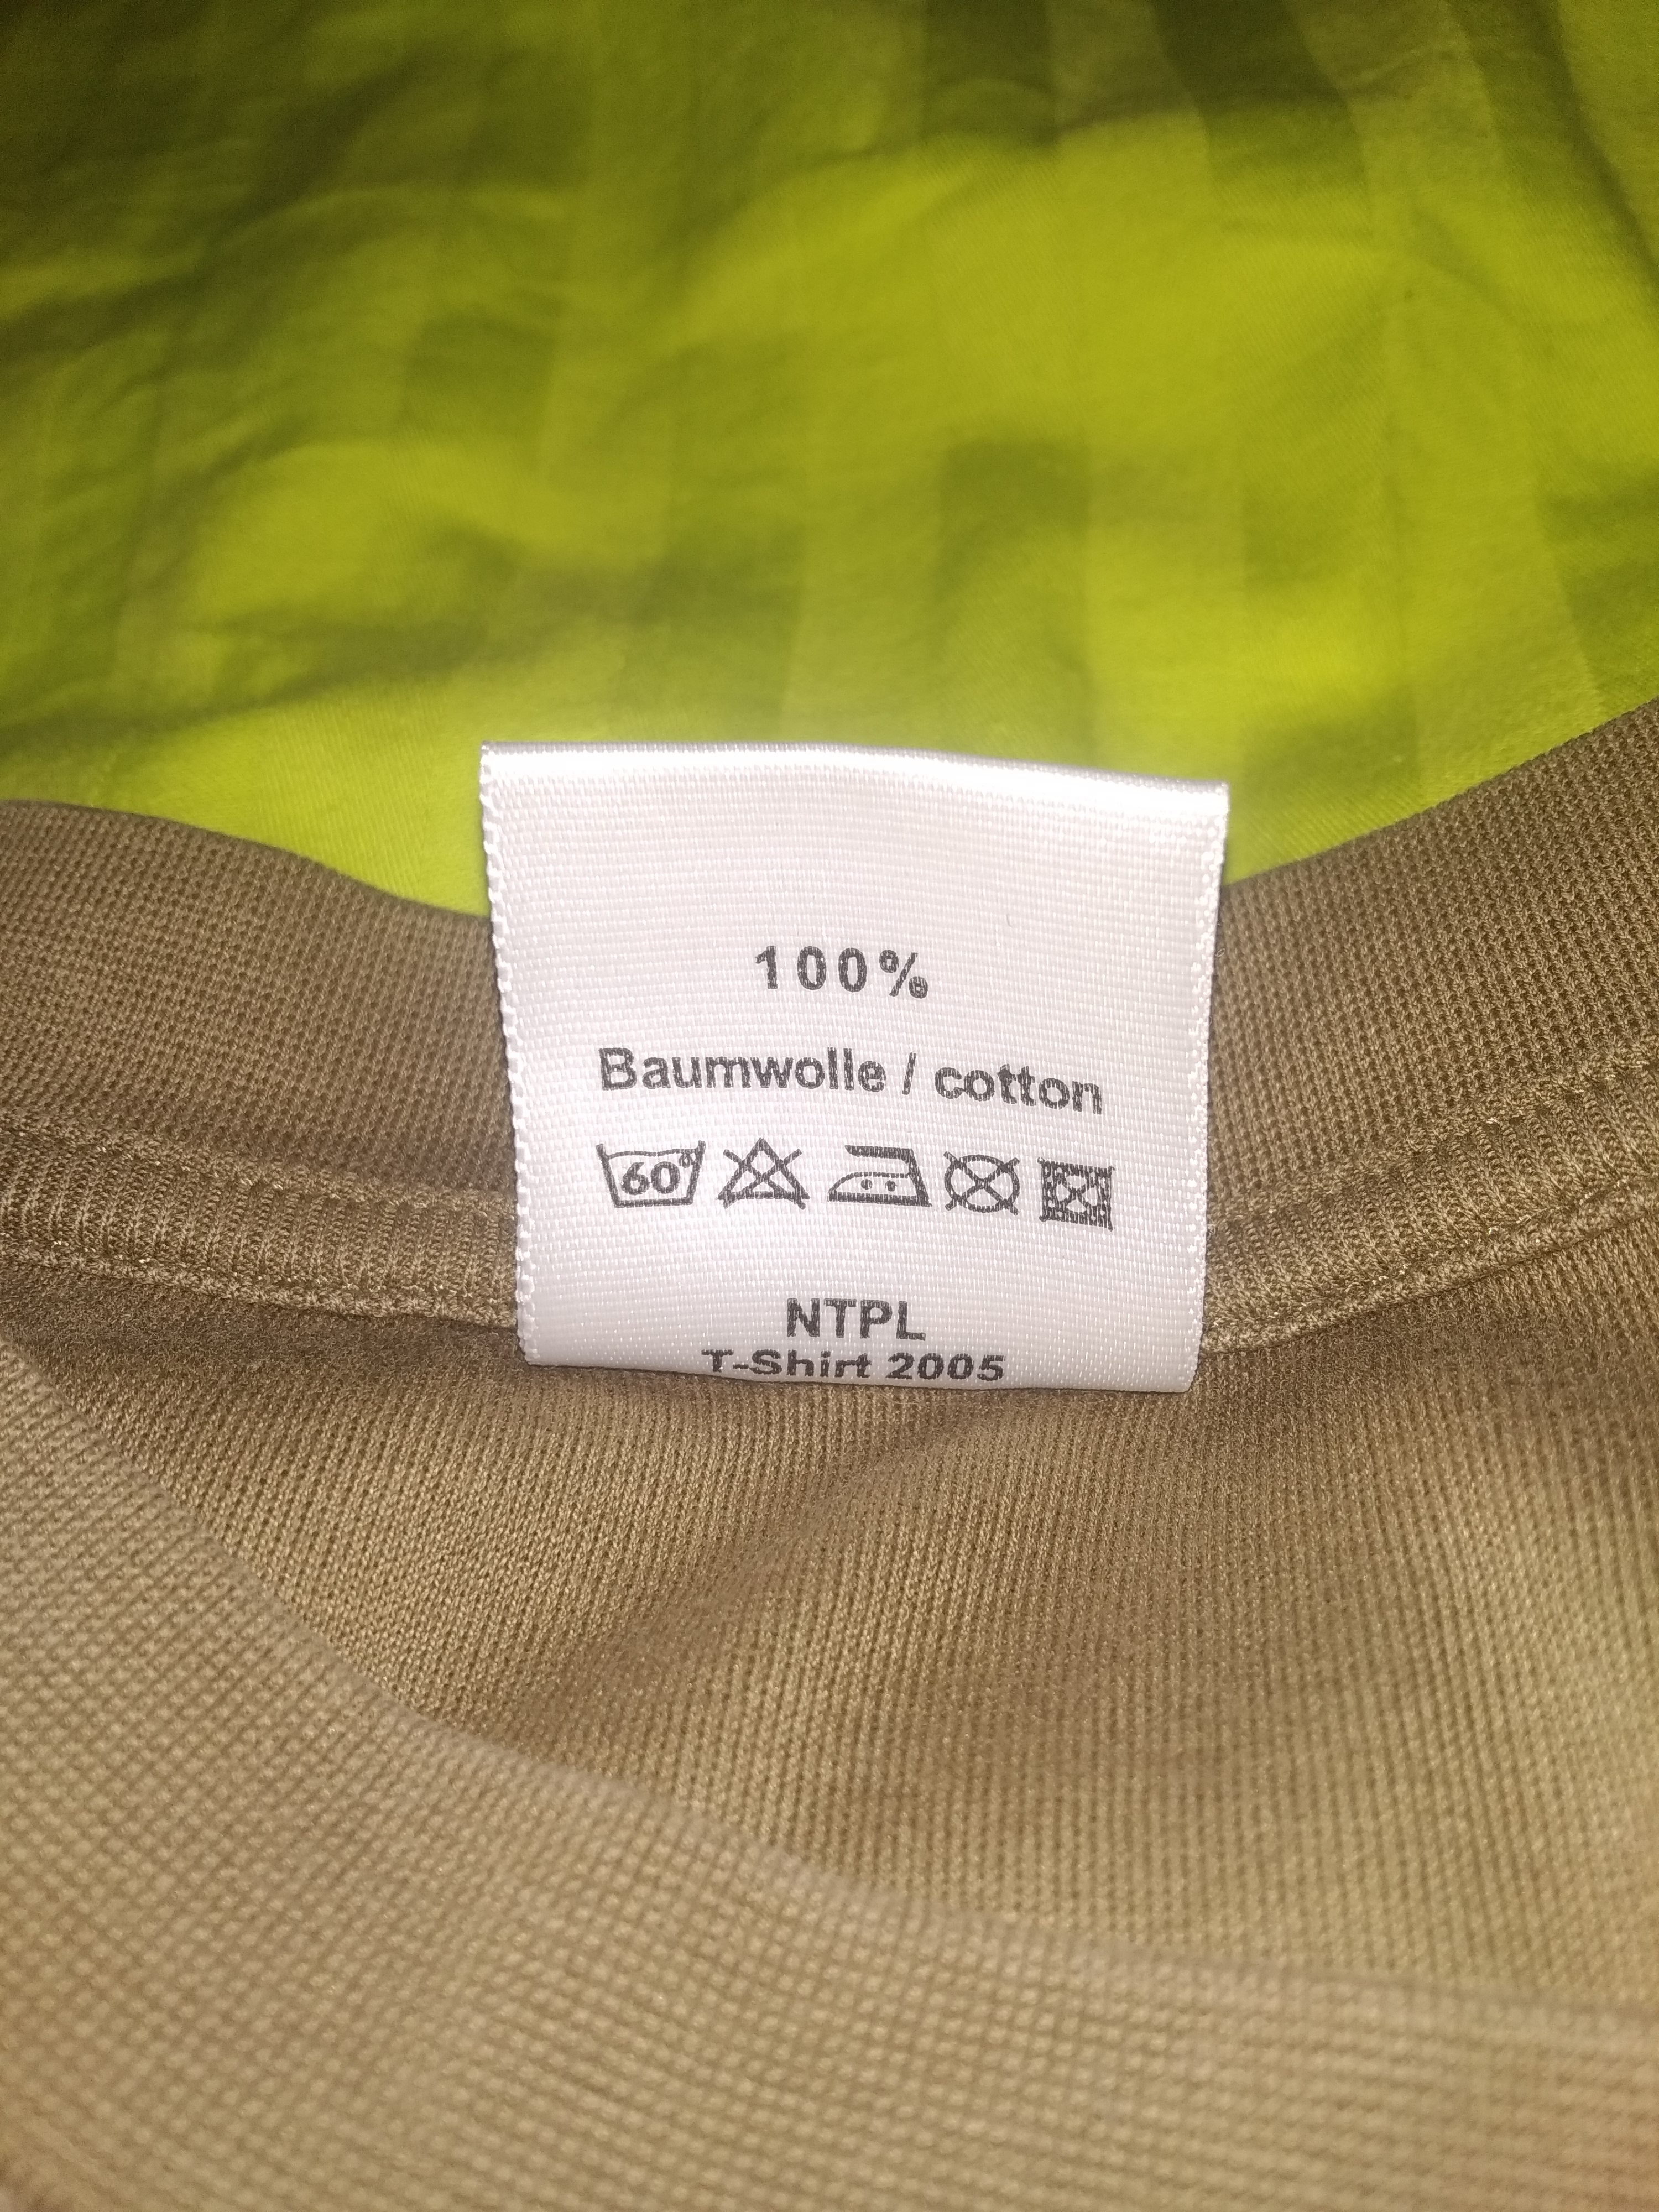 100%
Baumwolle / cotton
60°
NTPL
T-Shirt 2005